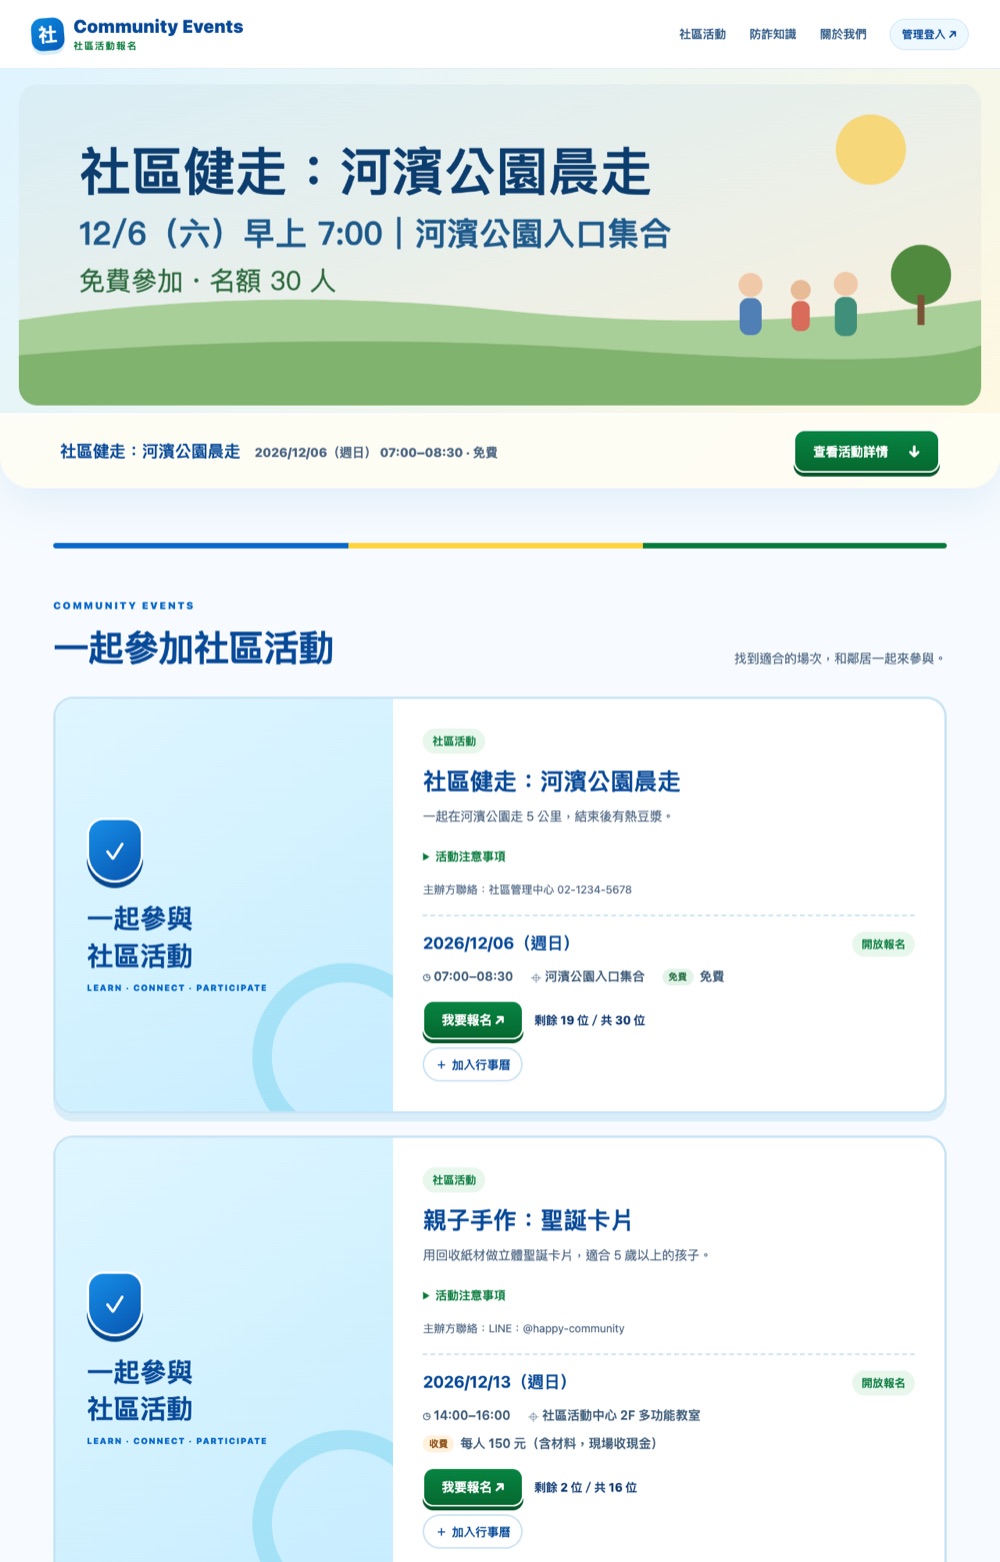 社 Community Events
社區活動報名
社區活動 防詐知識 關於我們 管理登入 ↗
社區健走：河濱公園晨走
12/6（六）早上 7:00｜河濱公園入口集合
免費參加・名額 30 人
社區健走：河濱公園晨走 2026/12/06（週日） 07:00–08:30 · 免費
查看活動詳情 ↓
COMMUNITY EVENTS
一起參加社區活動
找到適合的場次，和鄰居一起來參與。
一起參與
社區活動
LEARN · CONNECT · PARTICIPATE
社區活動
社區健走：河濱公園晨走
一起在河濱公園走 5 公里，結束後有熱豆漿。
▶ 活動注意事項
主辦方聯絡：社區管理中心 02-1234-5678
2026/12/06（週日） 開放報名
◷ 07:00–08:30 ⌖ 河濱公園入口集合 免費 免費
我要報名 ↗ 剩餘 19 位 / 共 30 位
＋ 加入行事曆
一起參與
社區活動
LEARN · CONNECT · PARTICIPATE
社區活動
親子手作：聖誕卡片
用回收紙材做立體聖誕卡片，適合 5 歲以上的孩子。
▶ 活動注意事項
主辦方聯絡：LINE：@happy-community
2026/12/13（週日） 開放報名
◷ 14:00–16:00 ⌖ 社區活動中心 2F 多功能教室
收費 每人 150 元（含材料，現場收現金）
我要報名 ↗ 剩餘 2 位 / 共 16 位
＋ 加入行事曆